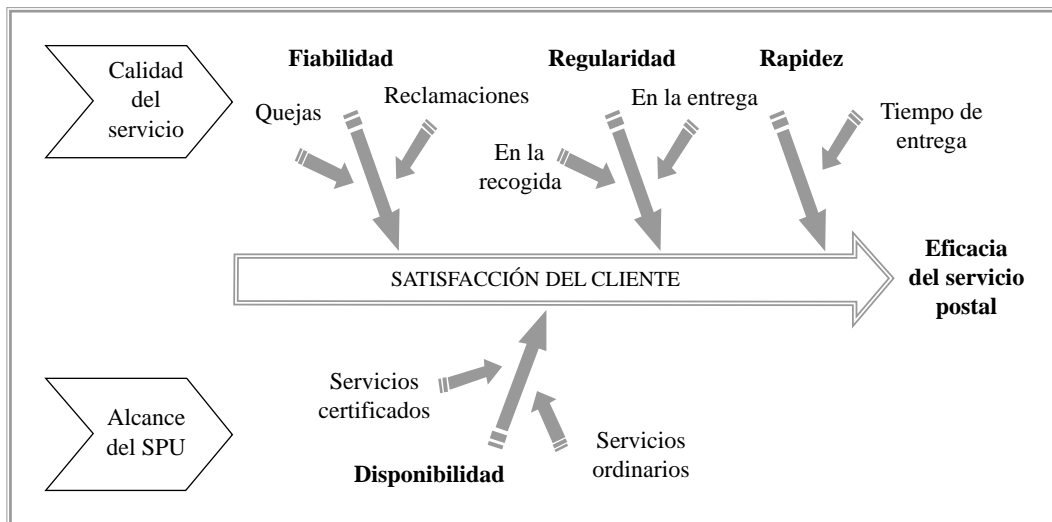 Calidad
del
servicio
Fiabilidad
Quejas
Reclamaciones
Regularidad
En la
recogida
En la entrega
Rapidez
Tiempo de
entrega
SATISFACCIÓN DEL CLIENTE
Eficacia
del servicio
postal
Alcance
del SPU
Servicios
certificados
Disponibilidad
Servicios
ordinarios